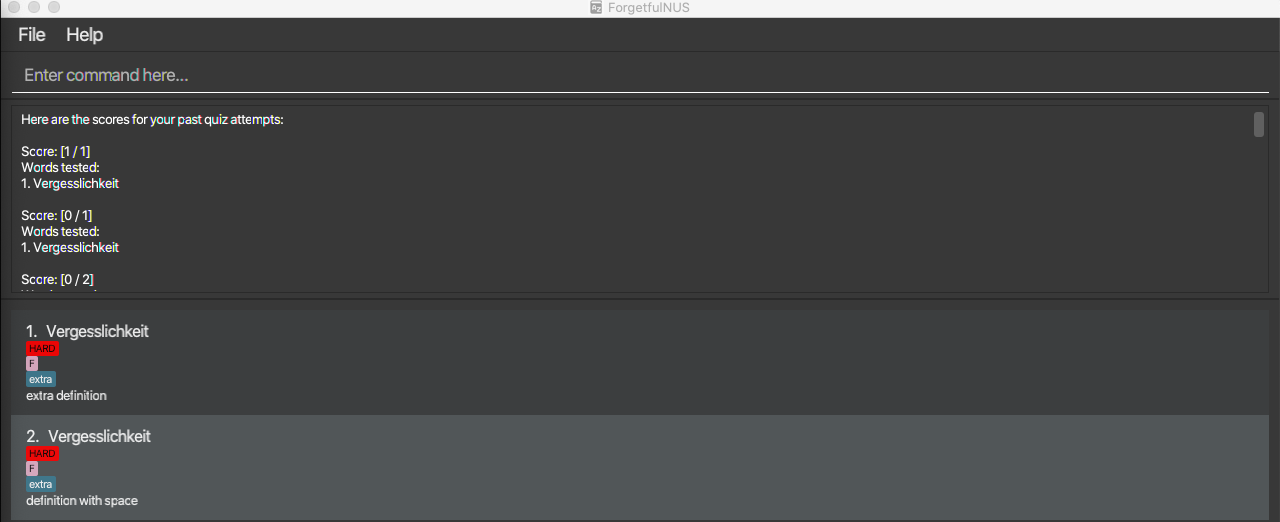 ForgetfulNUS
File Help
Enter command here...
Here are the scores for your past quiz attempts:
Score: [1 / 1]
Words tested:
1. Vergesslichkeit
Score: [0 / 1]
Words tested:
1. Vergesslichkeit
Score: [0 / 2]
1. Vergesslichkeit
HARD
F
extra
extra definition
2. Vergesslichkeit
HARD
F
extra
definition with space